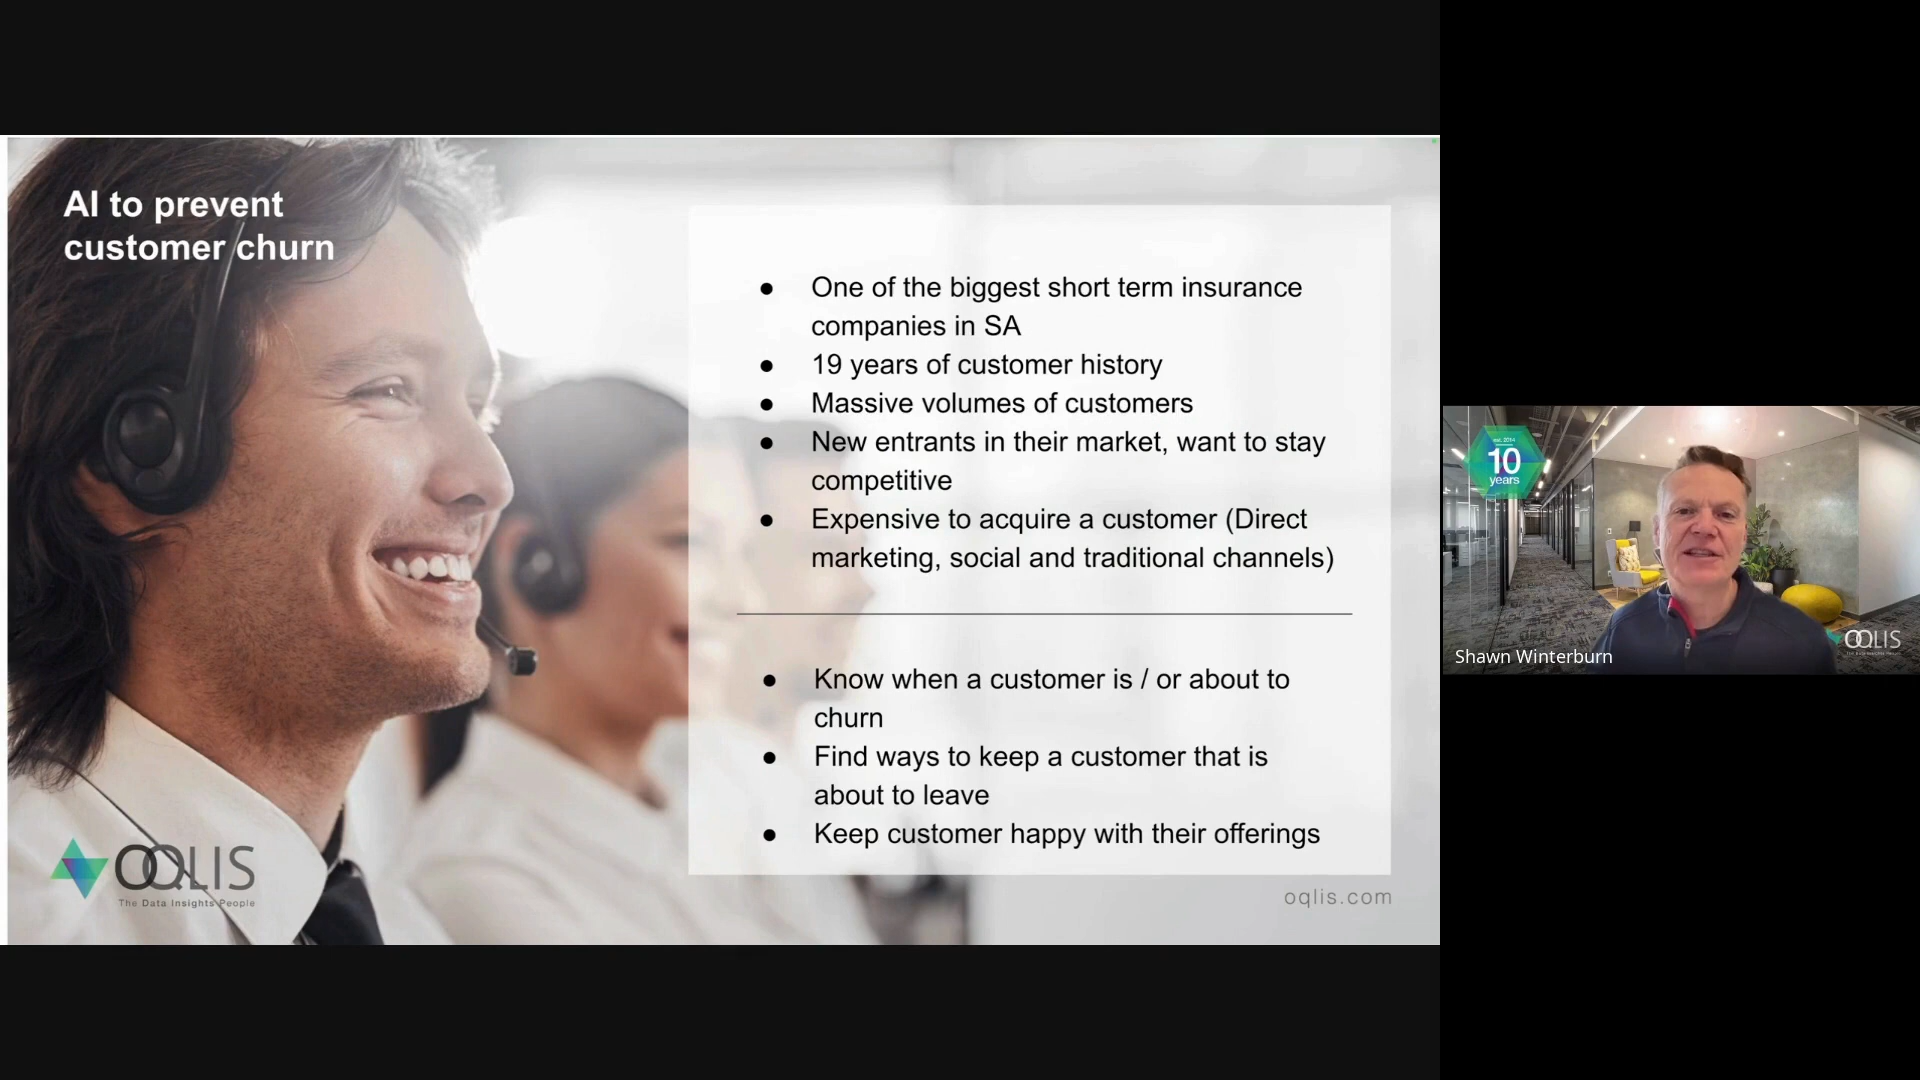 AI to prevent
customer churn
● One of the biggest short term insurance
companies in SA
● 19 years of customer history
● Massive volumes of customers
● New entrants in their market, want to stay
competitive
● Expensive to acquire a customer (Direct
marketing, social and traditional channels)
● Know when a customer is / or about to
churn
● Find ways to keep a customer that is
about to leave
● Keep customer happy with their offerings
OQLIS
The Data Insights People
oqlis.com
est. 2014
10
years
OQLIS
Shawn Winterburn